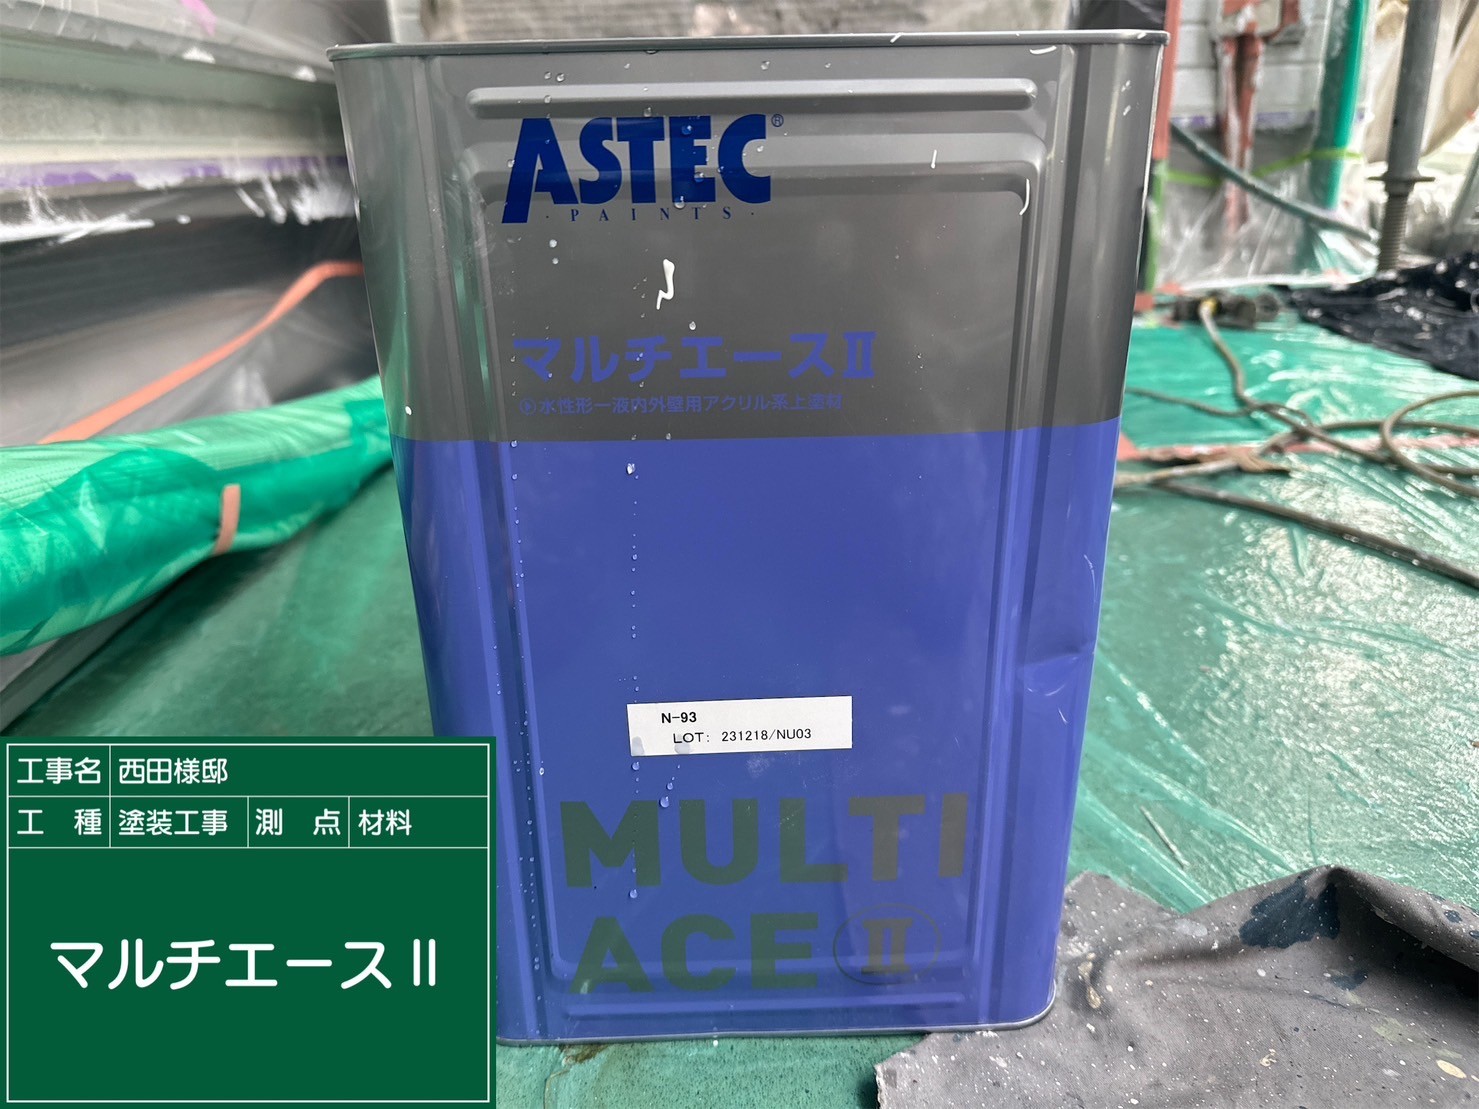 ASTEC®
・PAINTS・
マルチエースⅡ
水性形一液内外壁用アクリル系上塗材
N-93
LOT: 231218/NU03
MULTI
ACE Ⅱ
工事名 西田様邸
工 種 塗装工事 測 点 材料
マルチエースⅡ